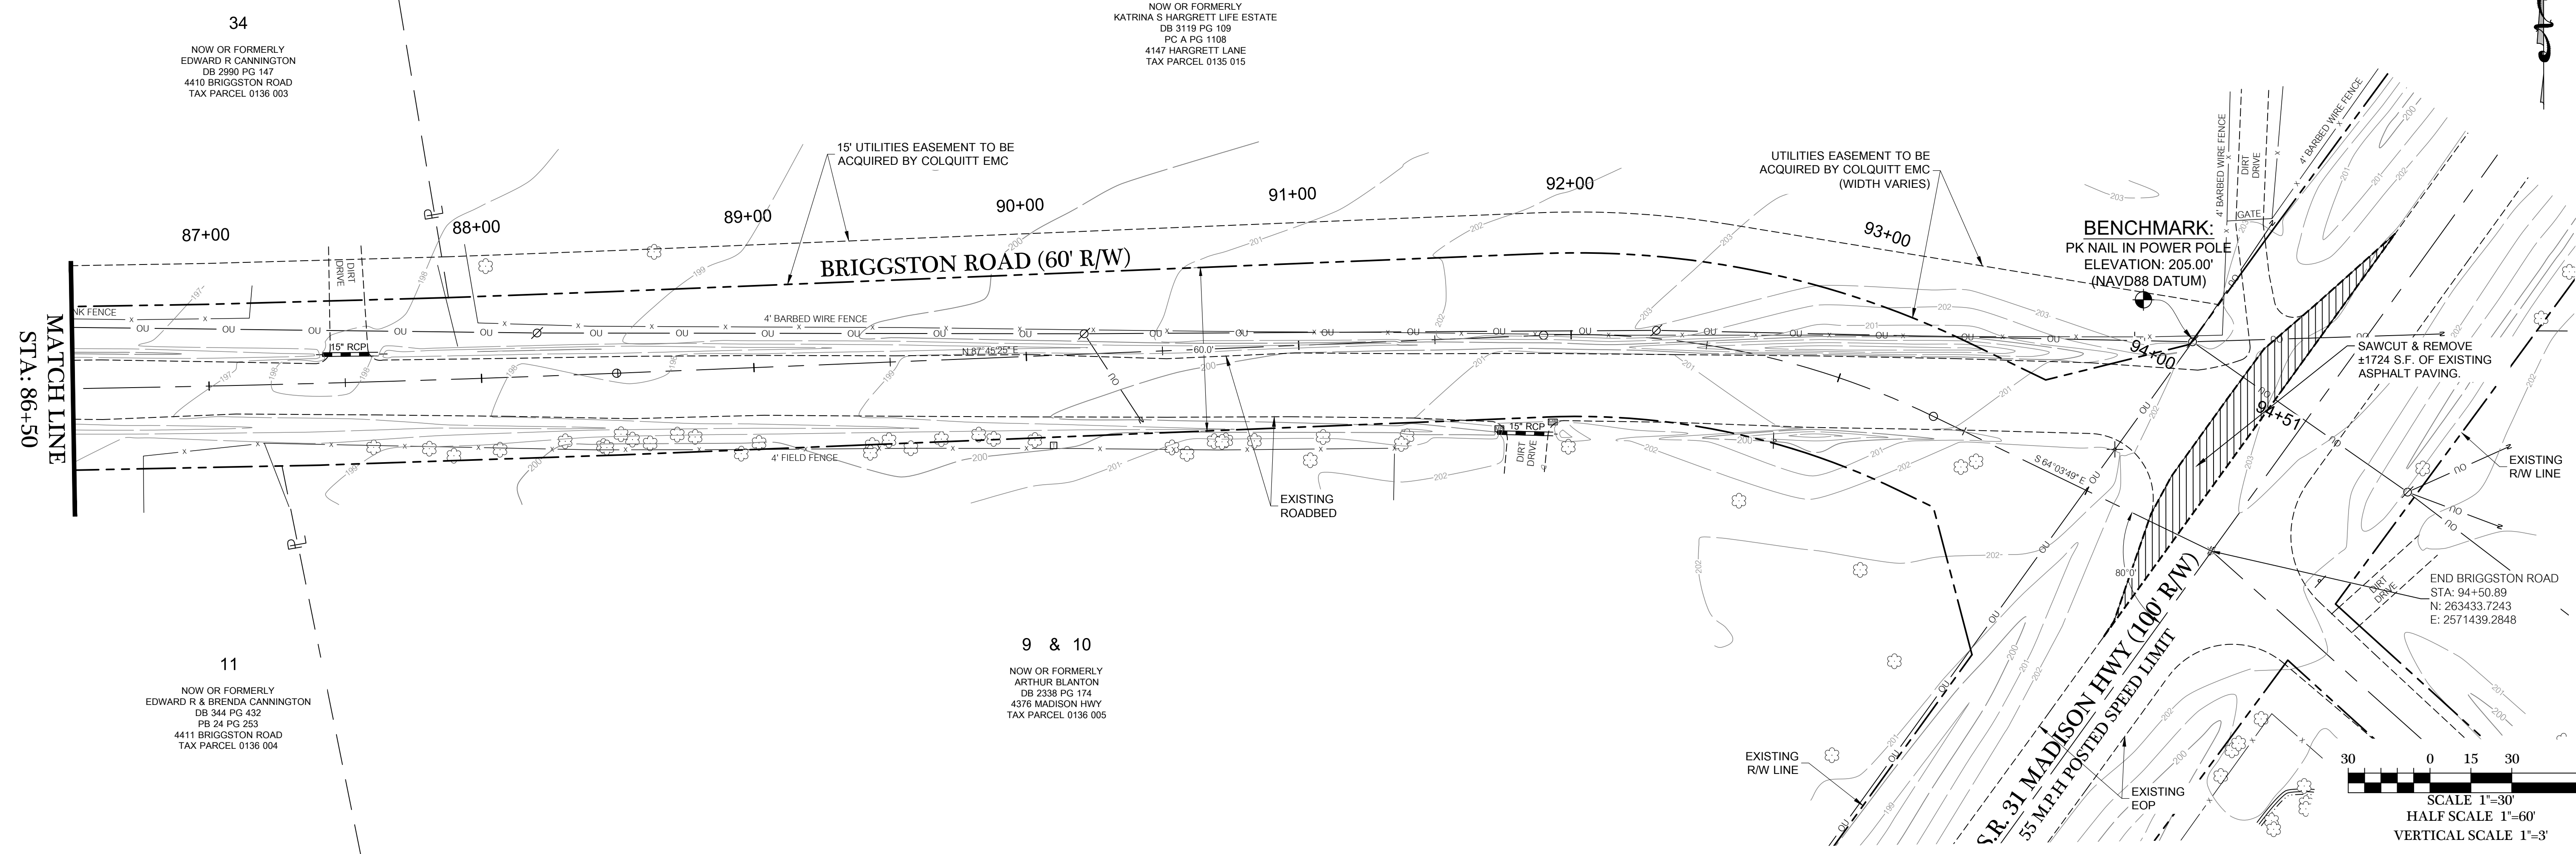 34
NOW OR FORMERLY
EDWARD R CANNINGTON
DB 2990 PG 147
4410 BRIGGSTON ROAD
TAX PARCEL 0136 003
NOW OR FORMERLY
KATRINA S HARGRETT LIFE ESTATE
DB 3119 PG 109
PC A PG 1108
4147 HARGRETT LANE
TAX PARCEL 0135 015
15' UTILITIES EASEMENT TO BE
ACQUIRED BY COLQUITT EMC
UTILITIES EASEMENT TO BE
ACQUIRED BY COLQUITT EMC
(WIDTH VARIES)
87+00
88+00
89+00
90+00
91+00
92+00
93+00
94+00
94+51
BRIGGSTON ROAD (60' R/W)
BENCHMARK:
PK NAIL IN POWER POLE
ELEVATION: 205.00'
(NAVD88 DATUM)
4' BARBED WIRE FENCE
DIRT
DRIVE
GATE
4' BARBED WIRE FENCE
DIRT
DRIVE
NK FENCE
4' BARBED WIRE FENCE
15" RCP
N 87°45'25" E
60.0'
MATCH LINE
STA: 86+50
SAWCUT & REMOVE
±1724 S.F. OF EXISTING
ASPHALT PAVING.
4' FIELD FENCE
15" RCP
DIRT
DRIVE
EXISTING
ROADBED
S 64°03'49" E
80°0'
EXISTING
R/W LINE
DIRT
DRIVE
END BRIGGSTON ROAD
STA: 94+50.89
N: 263433.7243
E: 2571439.2848
11
NOW OR FORMERLY
EDWARD R & BRENDA CANNINGTON
DB 344 PG 432
PB 24 PG 253
4411 BRIGGSTON ROAD
TAX PARCEL 0136 004
9 & 10
NOW OR FORMERLY
ARTHUR BLANTON
DB 2338 PG 174
4376 MADISON HWY
TAX PARCEL 0136 005
EXISTING
R/W LINE
S.R. 31 MADISON HWY (100' R/W)
55 M.P.H POSTED SPEED LIMIT
EXISTING
EOP
30 0 15 30
SCALE 1"=30'
HALF SCALE 1"=60'
VERTICAL SCALE 1"=3'